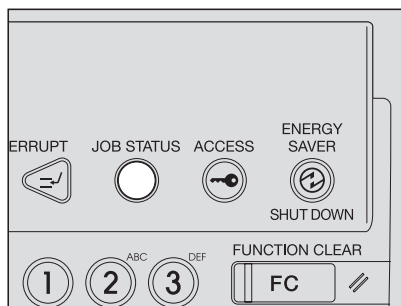 ENERGY
ERRUPT JOB STATUS ACCESS SAVER
SHUT DOWN
ABC DEF FUNCTION CLEAR
1 2 3 FC